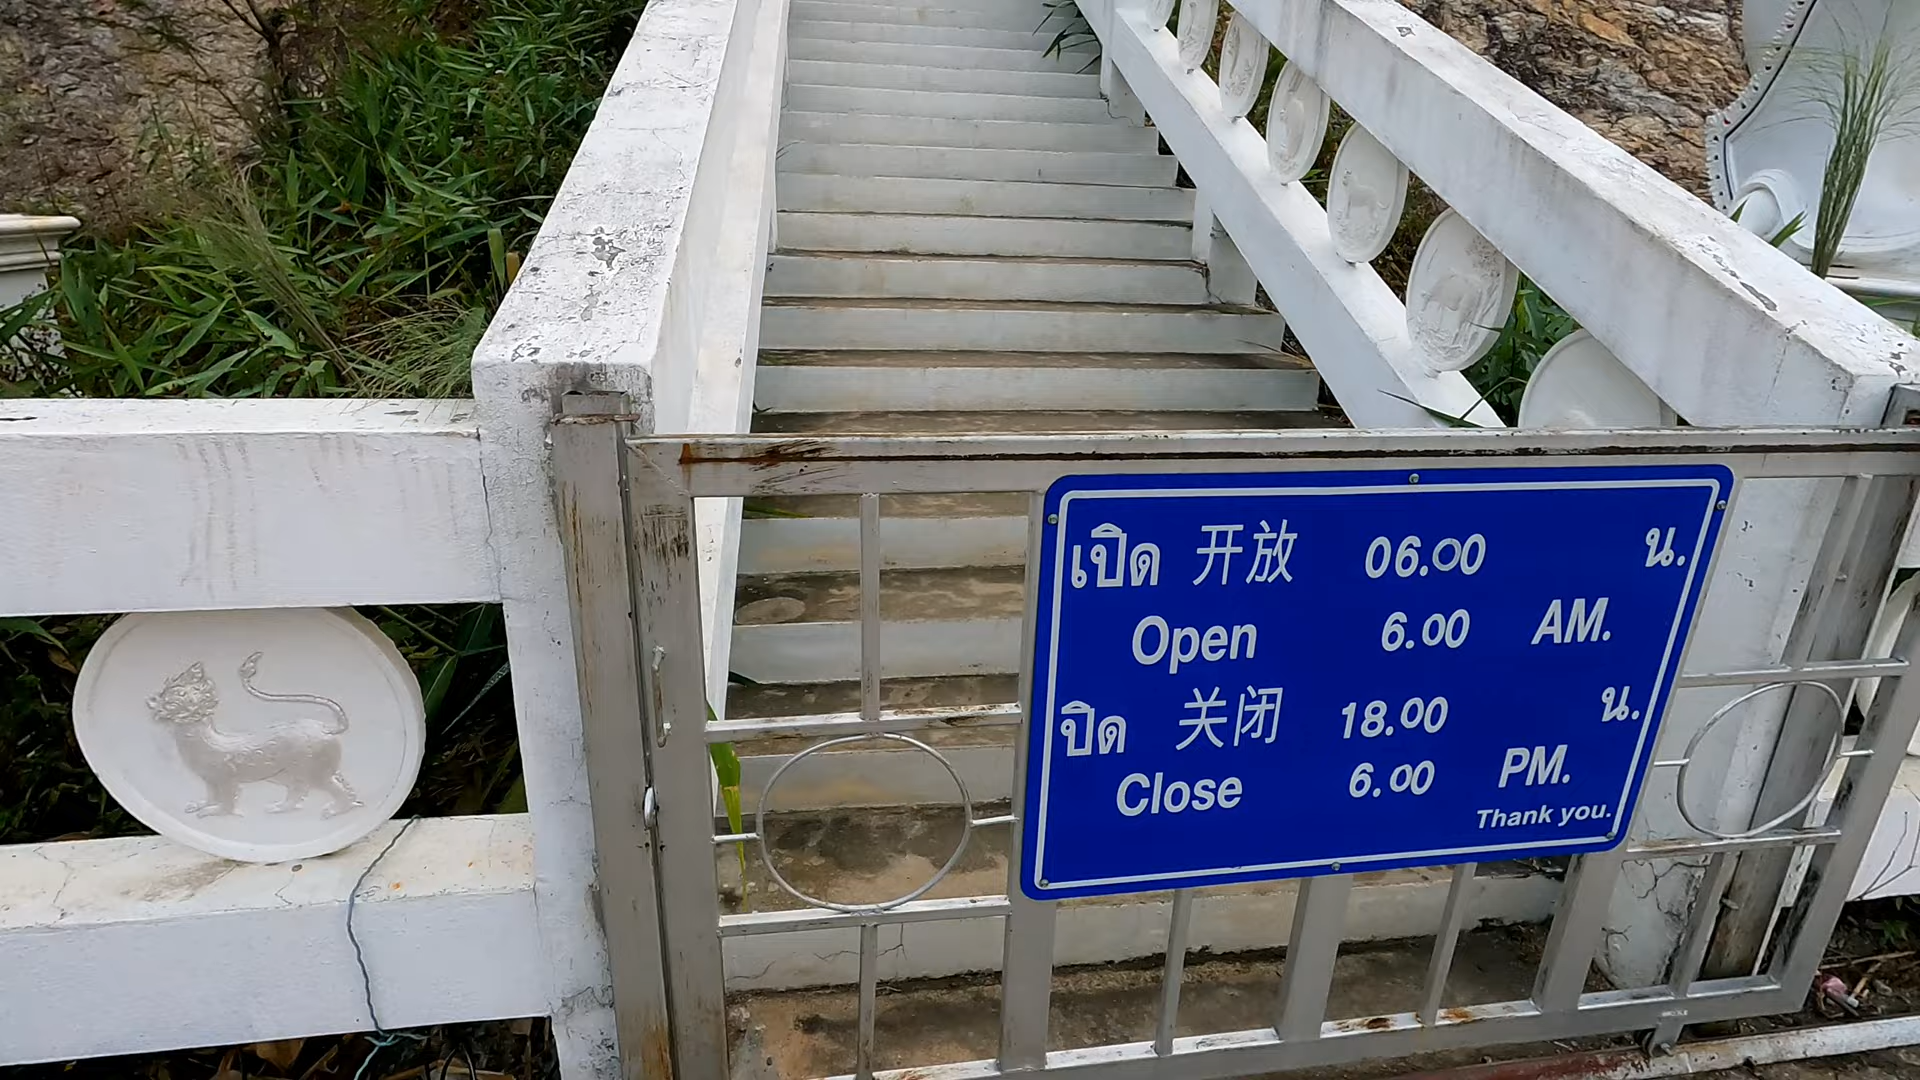 เปิด 开放 06.00 น.
Open 6.00 AM.
ปิด 关闭 18.00 น.
Close 6.00 PM.
Thank you.